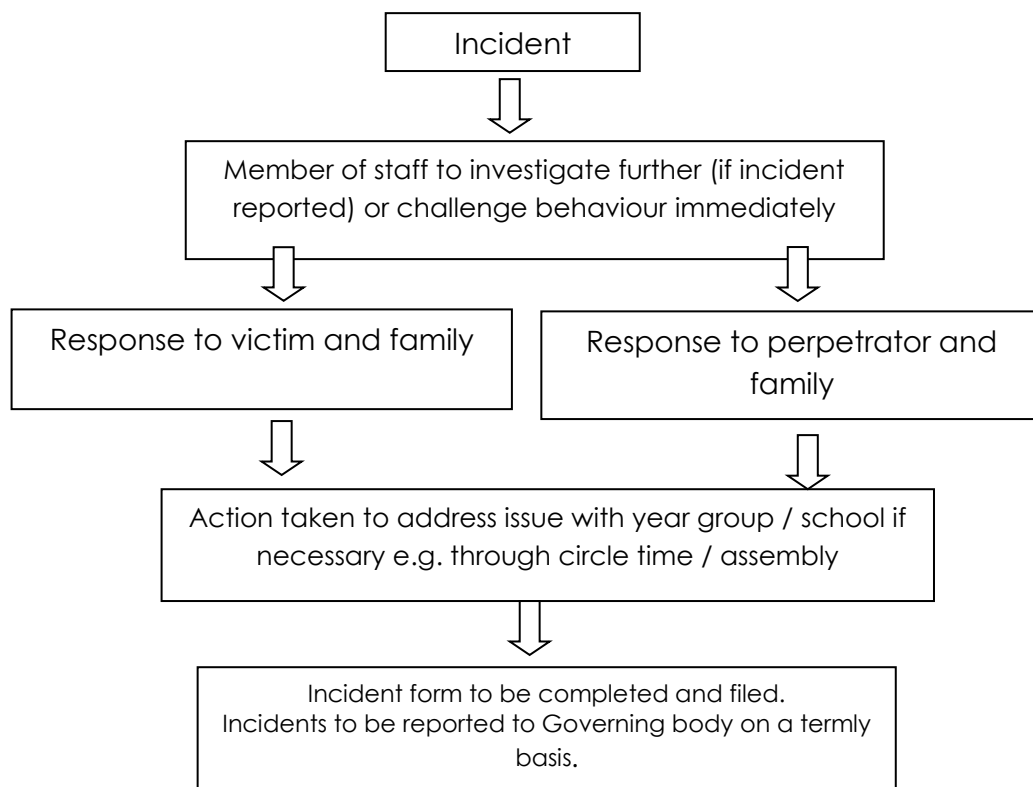 Incident
Member of staff to investigate further (if incident
reported) or challenge behaviour immediately
Response to victim and family
Response to perpetrator and
family
Action taken to address issue with year group / school if
necessary e.g. through circle time / assembly
Incident form to be completed and filed.
Incidents to be reported to Governing body on a termly
basis.